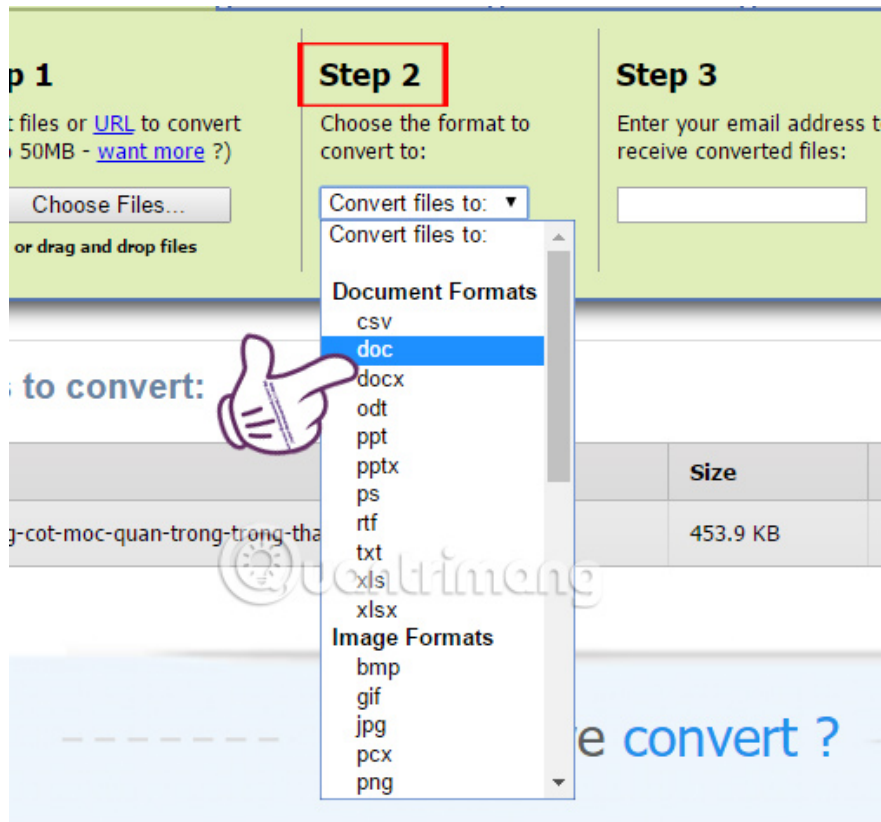 p 1
files or URL to convert
50MB - want more ?)
Choose Files...
or drag and drop files
Step 2
Choose the format to
convert to:
Convert files to:
Convert files to:
Document Formats
csv
doc
docx
odt
ppt
pptx
ps
rtf
txt
xls
xlsx
Image Formats
bmp
gif
jpg
pcx
png
Step 3
Enter your email address t
receive converted files:
to convert:
Size
g-cot-moc-quan-trong-trong-tha
453.9 KB
Quantrimang
e convert ?